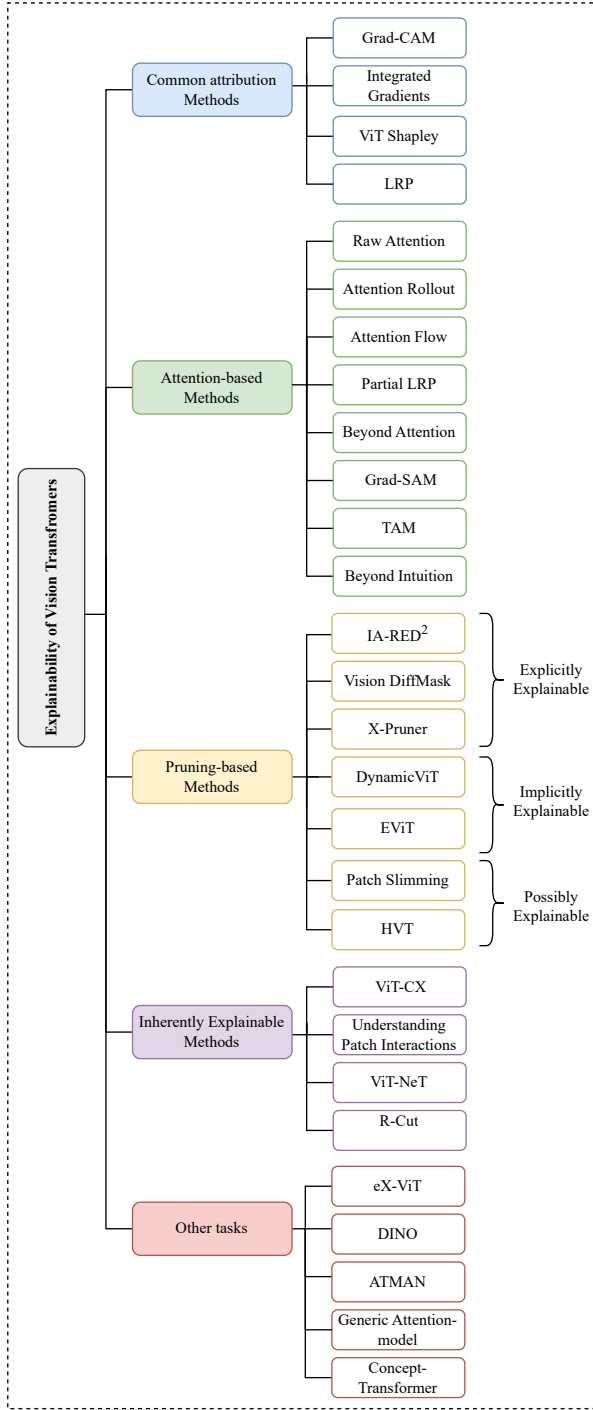 Explainability of Vision Transfromers
Common attribution
Methods
Grad-CAM
Integrated
Gradients
ViT Shapley
LRP
Attention-based
Methods
Raw Attention
Attention Rollout
Attention Flow
Partial LRP
Beyond Attention
Grad-SAM
TAM
Beyond Intuition
Pruning-based
Methods
IA-RED²
Vision DiffMask
X-Pruner
Explicitly
Explainable
DynamicViT
EViT
Implicitly
Explainable
Patch Slimming
HVT
Possibly
Explainable
Inherently Explainable
Methods
ViT-CX
Understanding
Patch Interactions
ViT-NeT
R-Cut
Other tasks
eX-ViT
DINO
ATMAN
Generic Attention-
model
Concept-
Transformer